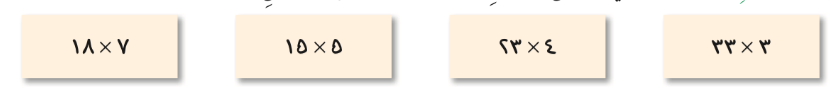 ٣٣ × ٣ ٢٣ × ٤ ١٥ × ٥ ١٨ × ٧